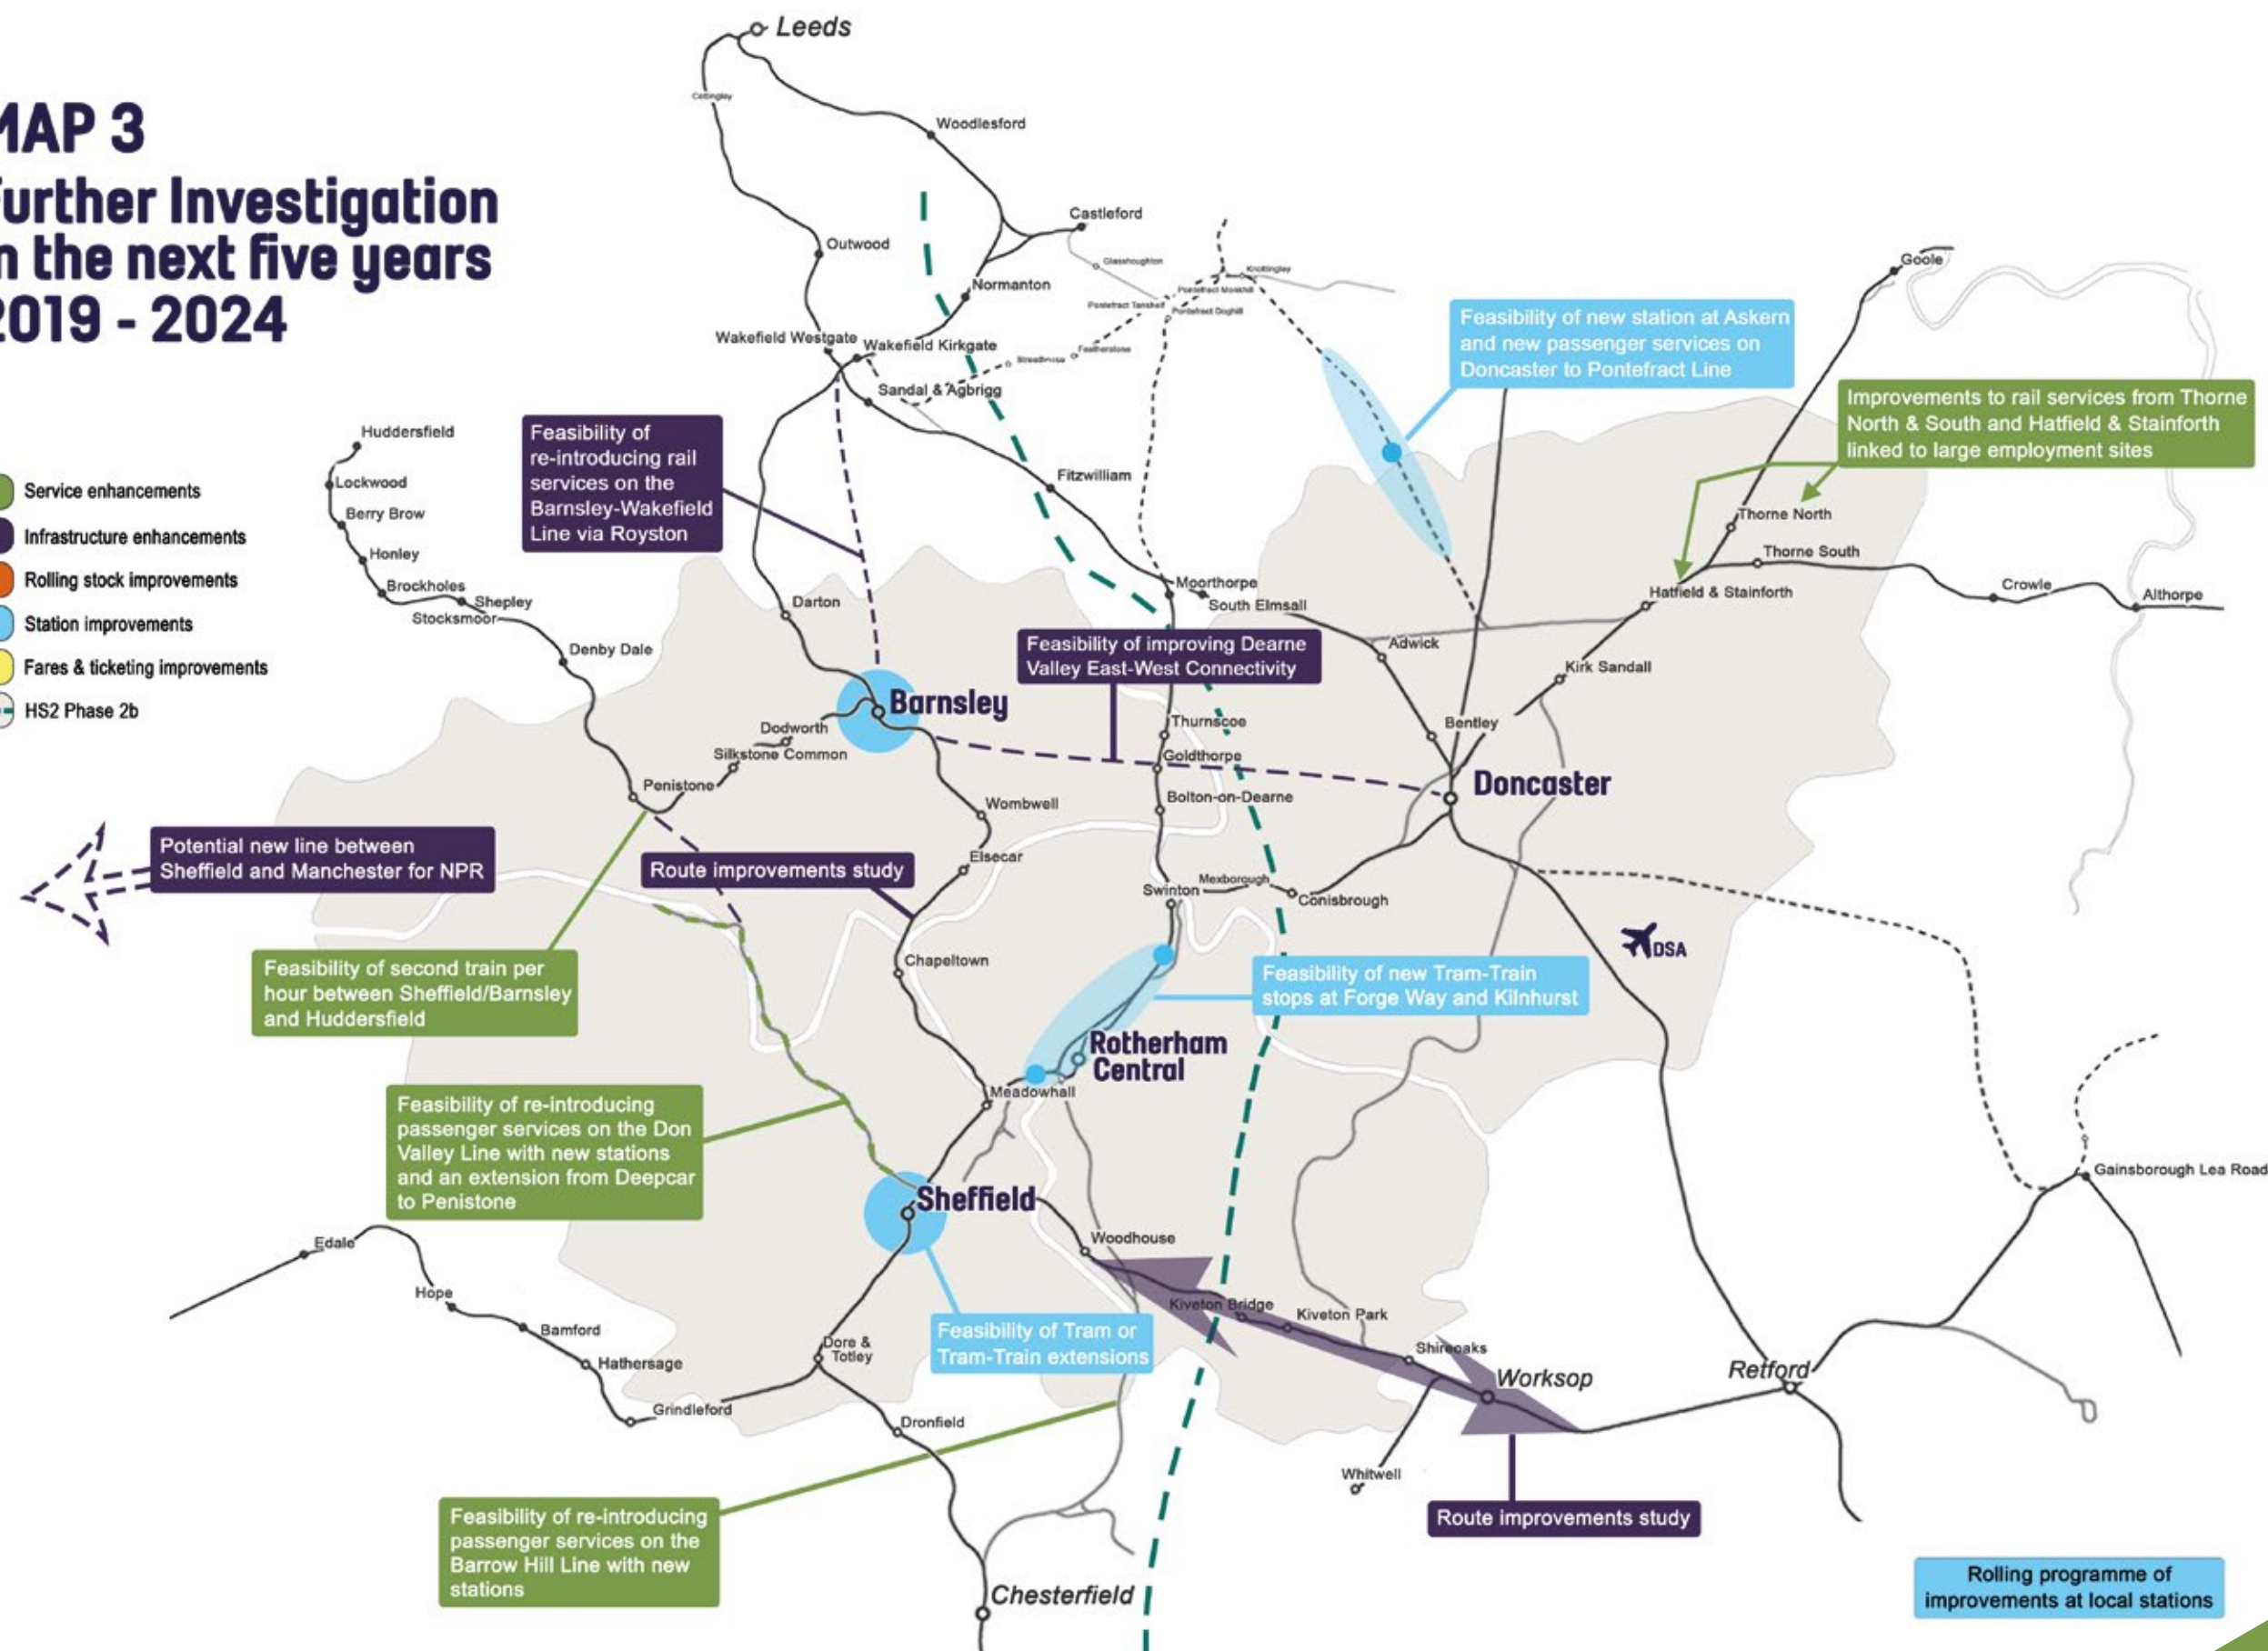 MAP 3
Further Investigation
in the next five years
2019 - 2024
Service enhancements
Infrastructure enhancements
Rolling stock improvements
Station improvements
Fares & ticketing improvements
HS2 Phase 2b
Leeds
Cottingley
Woodlesford
Castleford
Outwood
Glasshoughton
Knottingley
Normanton
Pontefract Monkhill
Pontefract Tanshelf
Pontefract Baghill
Goole
Wakefield Westgate
Wakefield Kirkgate
Streethouse
Featherstone
Sandal & Agbrigg
Feasibility of new station at Askern
and new passenger services on
Doncaster to Pontefract Line
Improvements to rail services from Thorne
North & South and Hatfield & Stainforth
linked to large employment sites
Huddersfield
Lockwood
Berry Brow
Honley
Brockholes
Shepley
Stocksmoor
Denby Dale
Feasibility of
re-introducing rail
services on the
Barnsley-Wakefield
Line via Royston
Fitzwilliam
Thorne North
Thorne South
Moorthorpe
South Elmsall
Hatfield & Stainforth
Crowle
Althorpe
Darton
Feasibility of improving Dearne
Valley East-West Connectivity
Adwick
Kirk Sandall
Barnsley
Dodworth
Silkstone Common
Thurnscoe
Bentley
Goldthorpe
Penistone
Doncaster
Bolton-on-Dearne
Wombwell
Potential new line between
Sheffield and Manchester for NPR
Route improvements study
Elsecar
Swinton
Mexborough
Conisbrough
DSA
Feasibility of second train per
hour between Sheffield/Barnsley
and Huddersfield
Chapeltown
Feasibility of new Tram-Train
stops at Forge Way and Kilnhurst
Rotherham
Central
Meadowhall
Feasibility of re-introducing
passenger services on the Don
Valley Line with new stations
and an extension from Deepcar
to Penistone
Gainsborough Lea Road
Sheffield
Woodhouse
Edale
Hope
Bamford
Hathersage
Grindleford
Kiveton Bridge
Kiveton Park
Shireoaks
Feasibility of Tram or
Tram-Train extensions
Dore &
Totley
Worksop
Retford
Dronfield
Whitwell
Feasibility of re-introducing
passenger services on the
Barrow Hill Line with new
stations
Route improvements study
Chesterfield
Rolling programme of
improvements at local stations